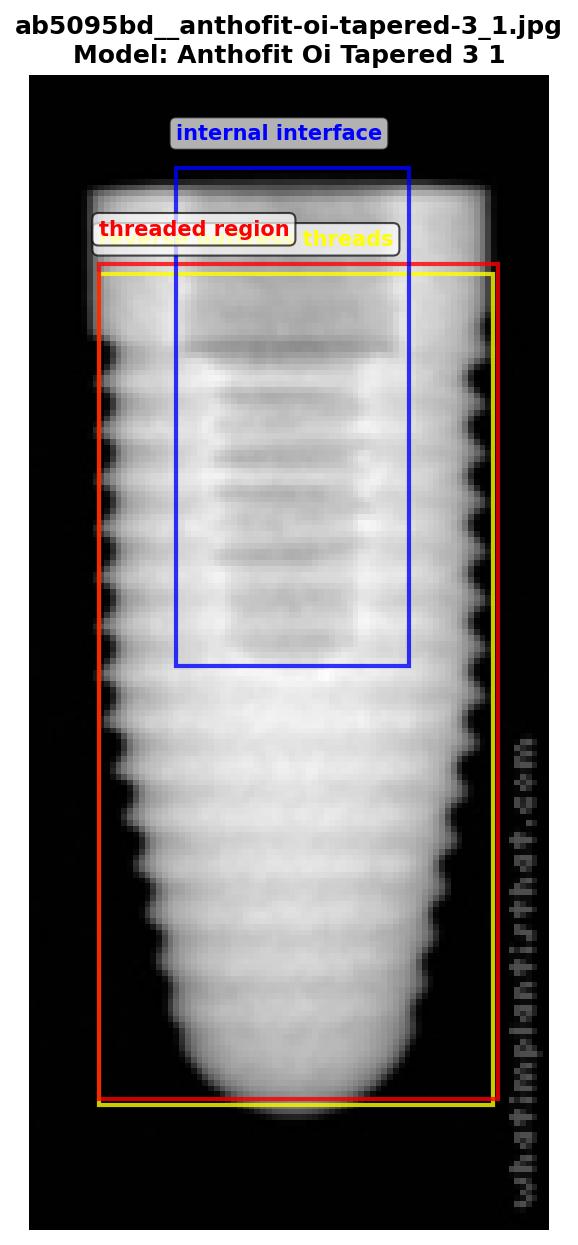 ab5095bd__anthofit-oi-tapered-3_1.jpg
Model: Anthofit Oi Tapered 3 1
internal interface
threaded region
threads
whatimplantisthat.com